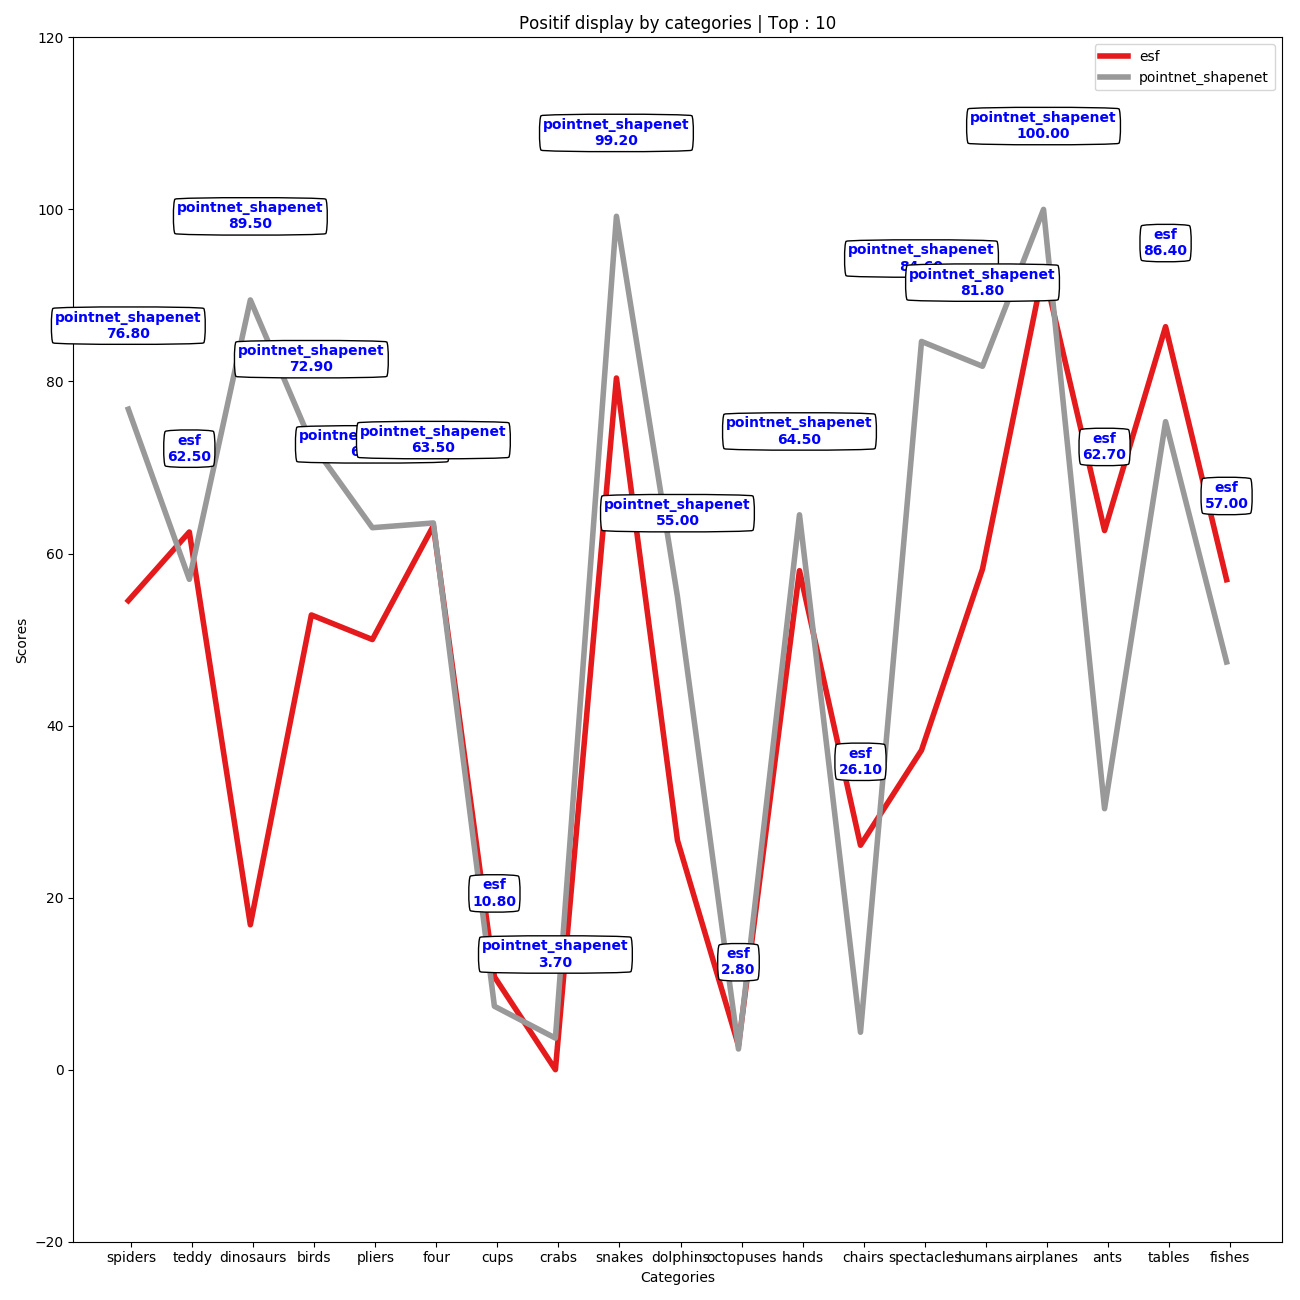 Positif display by categories | Top : 10
120
100
80
60
40
20
0
−20
Scores
esf
pointnet_shapenet
pointnet_shapenet
76.80
esf
62.50
pointnet_shapenet
89.50
pointnet_shapenet
72.90
pointnet_shapenet
63.50
esf
10.80
pointnet_shapenet
3.70
pointnet_shapenet
99.20
pointnet_shapenet
55.00
esf
2.80
pointnet_shapenet
64.50
esf
26.10
pointnet_shapenet
pointnet_shapenet
81.80
pointnet_shapenet
100.00
esf
62.70
esf
86.40
esf
57.00
spiders teddy dinosaurs birds pliers four cups crabs snakes dolphins octopuses hands chairs spectacles humans airplanes ants tables fishes
Categories